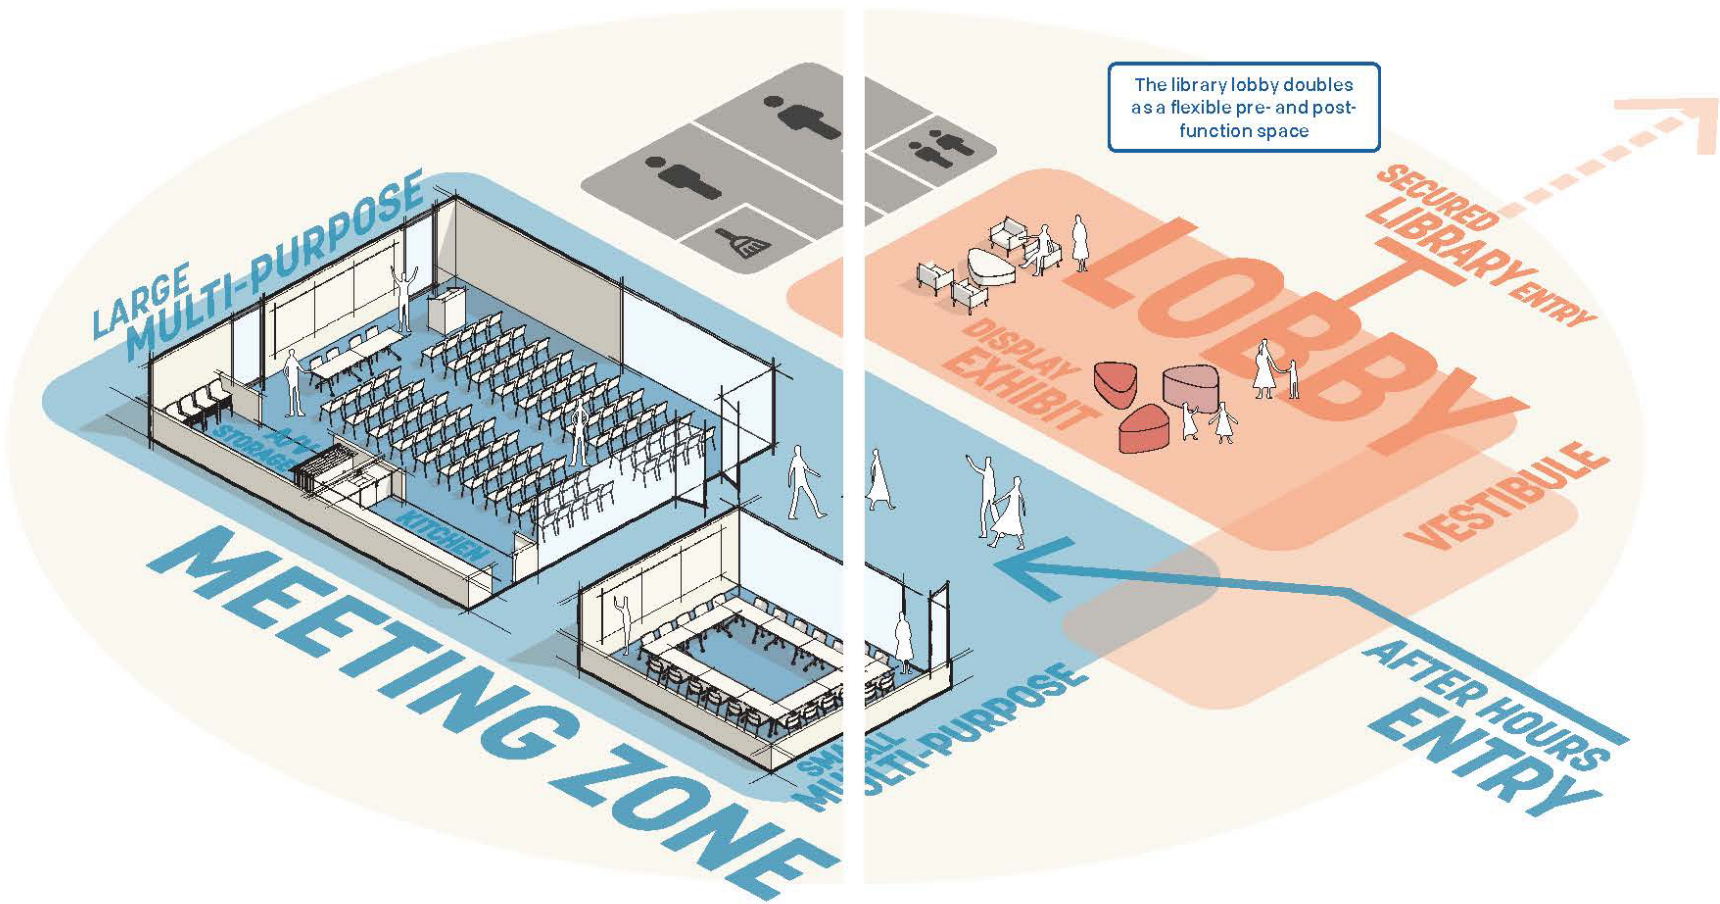 The library lobby doubles
as a flexible pre- and post-
function space
SECURED
LIBRARY ENTRY
LARGE
MULTI-PURPOSE
LOBBY
DISPLAY
EXHIBIT
A/V
STORAGE
KITCHEN
VESTIBULE
MEETING ZONE
SMALL
MULTI-PURPOSE
AFTER HOURS
ENTRY